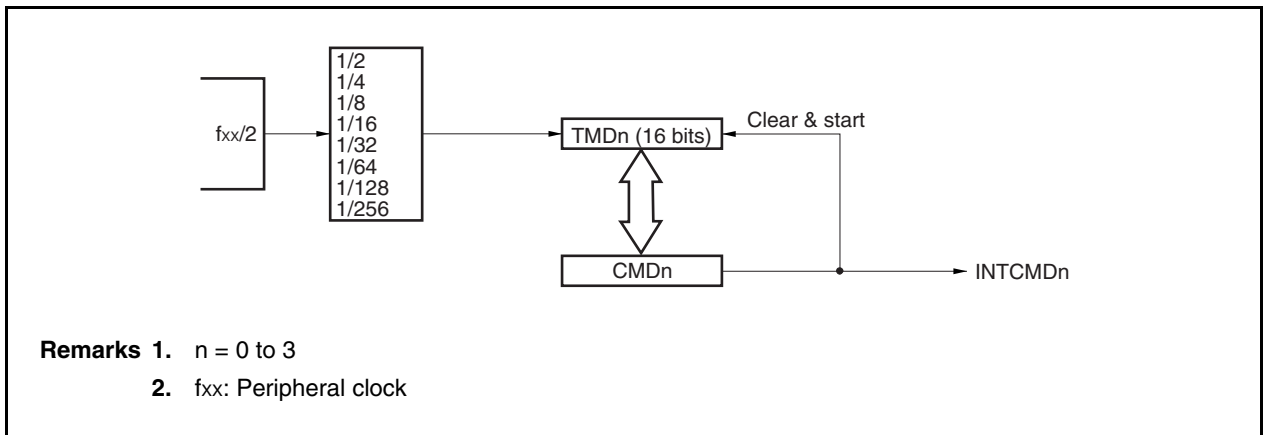 fxx/2
1/2
1/4
1/8
1/16
1/32
1/64
1/128
1/256
TMDn (16 bits)
Clear & start
CMDn
INTCMDn
Remarks 1. n = 0 to 3
2. fxx: Peripheral clock